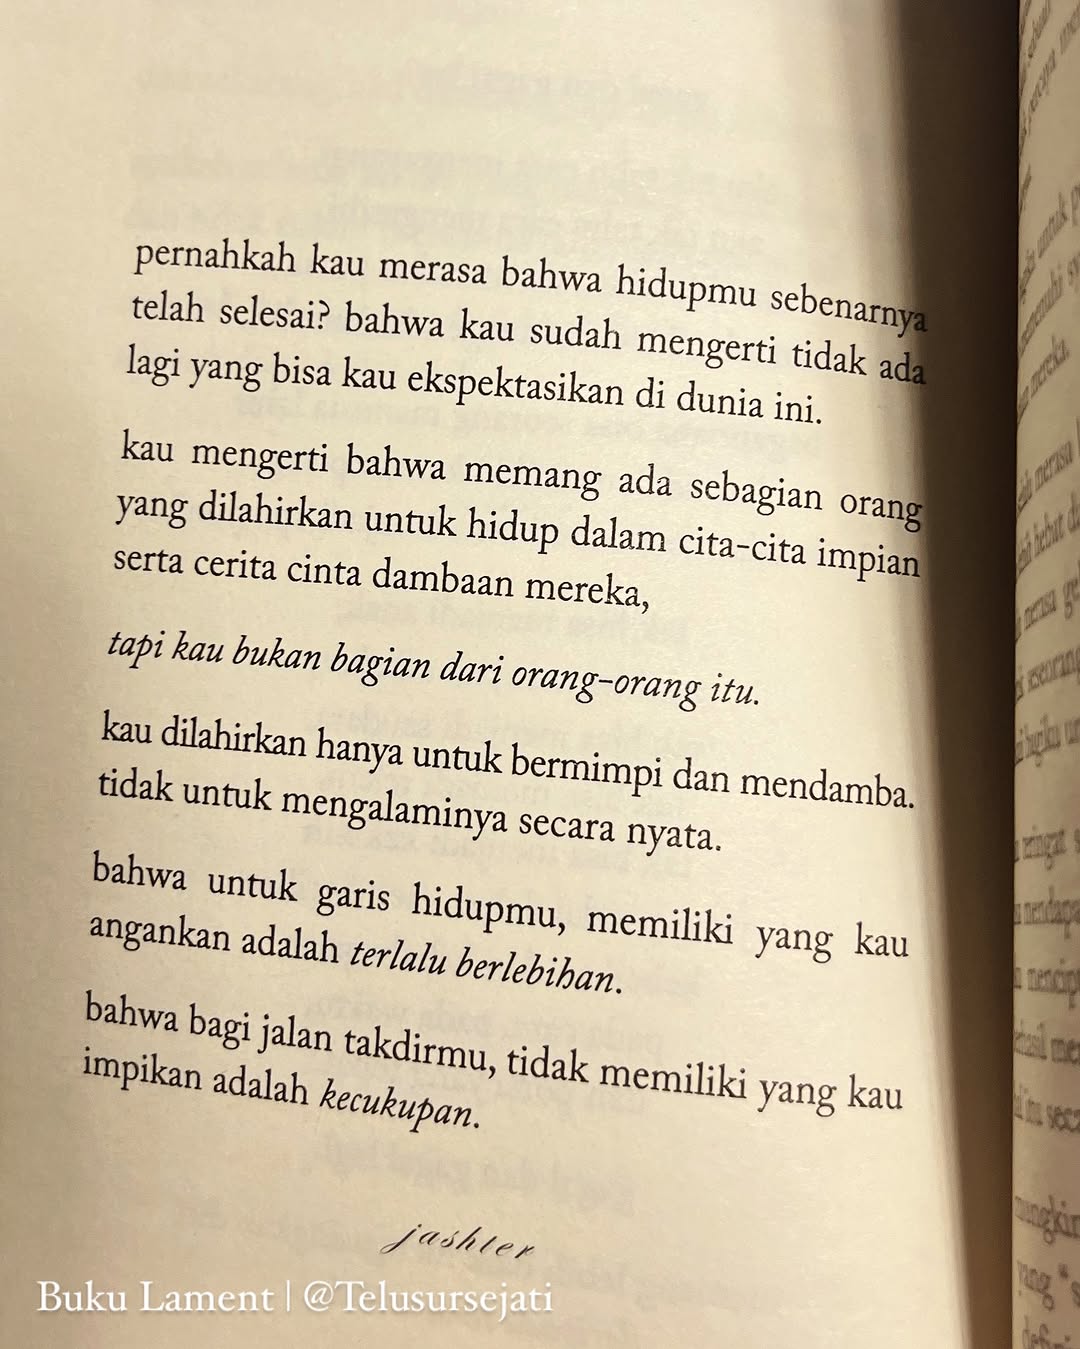 pernahkah kau merasa bahwa hidupmu sebenarnya
telah selesai? bahwa kau sudah mengerti tidak ada
lagi yang bisa kau ekspektasikan di dunia ini.
kau mengerti bahwa memang ada sebagian orang
yang dilahirkan untuk hidup dalam cita-cita impian
serta cerita cinta dambaan mereka,
tapi kau bukan bagian dari orang-orang itu.
kau dilahirkan hanya untuk bermimpi dan mendamba.
tidak untuk mengalaminya secara nyata.
bahwa untuk garis hidupmu, memiliki yang kau
angankan adalah terlalu berlebihan.
bahwa bagi jalan takdirmu, tidak memiliki yang kau
impikan adalah kecukupan.
jashter
Buku Lament | @Telusursejati